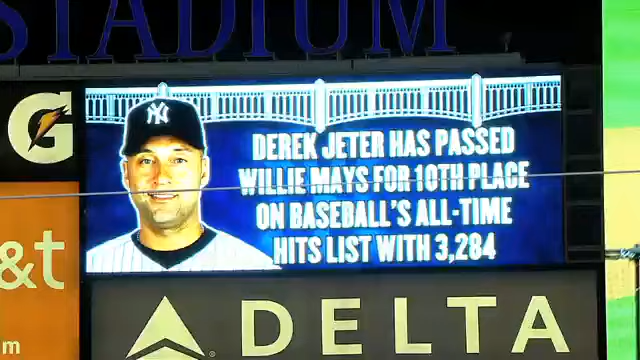 STADIUM
G
NY
DEREK JETER HAS PASSED
WILLIE MAYS FOR 10TH PLACE
ON BASEBALL'S ALL-TIME
HITS LIST WITH 3,284
&t
m
DELTA